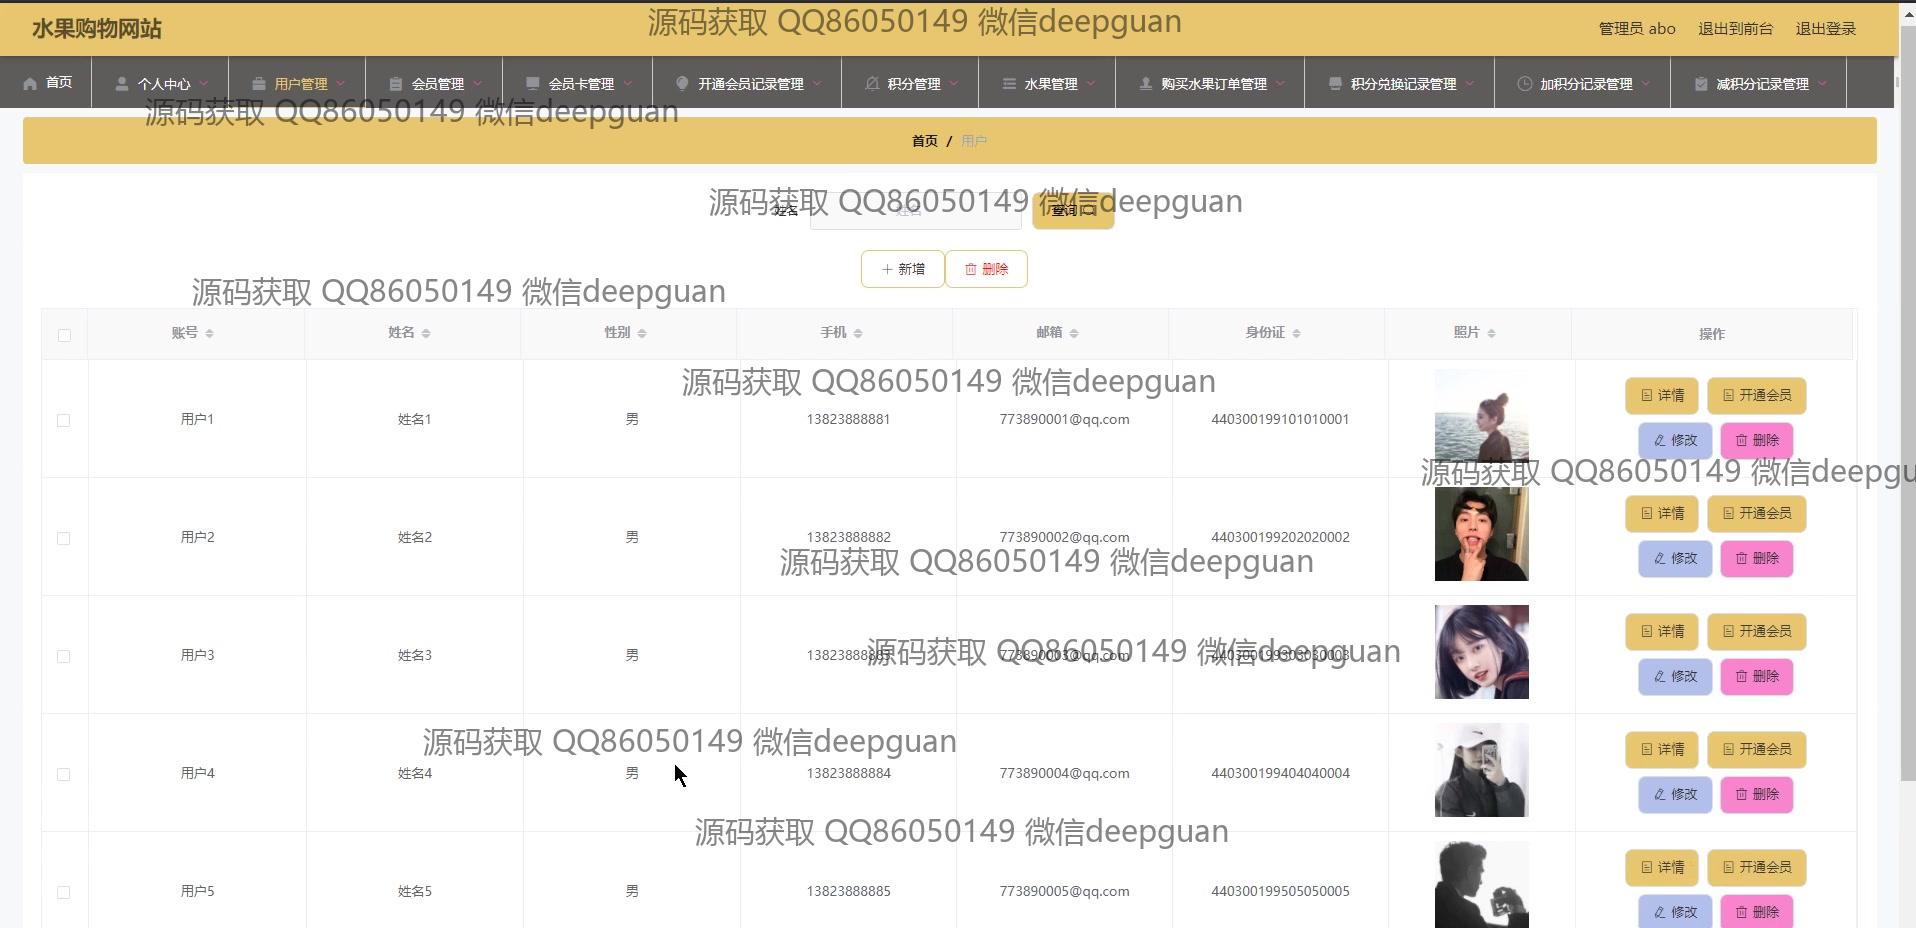 水果购物网站
源码获取 QQ86050149 微信deepguan
管理员 abo 退出到前台 退出登录
首页 个人中心 用户管理 会员管理 会员卡管理 开通会员记录管理 积分管理 水果管理 购买水果订单管理 积分兑换记录管理 加积分记录管理 减积分记录管理
源码获取 QQ86050149 微信deepguan
首页 / 用户
源码获取 QQ86050149 微信deepguan
姓名 姓名 查询
新增 删除
源码获取 QQ86050149 微信deepguan
账号 姓名 性别 手机 邮箱 身份证 照片 操作
源码获取 QQ86050149 微信deepguan
详情 开通会员
用户1 姓名1 男 13823888881 773890001@qq.com 440300199101010001
修改 删除
源码获取 QQ86050149 微信deepgu
详情 开通会员
用户2 姓名2 男 13823888882 773890002@qq.com 440300199202020002
修改 删除
源码获取 QQ86050149 微信deepguan
详情 开通会员
用户3 姓名3 男 13823888883 773890003@qq.com 440300199303030003
源码获取 QQ86050149 微信deepguan
修改 删除
源码获取 QQ86050149 微信deepguan
详情 开通会员
用户4 姓名4 男 13823888884 773890004@qq.com 440300199404040004
修改 删除
源码获取 QQ86050149 微信deepguan
详情 开通会员
用户5 姓名5 男 13823888885 773890005@qq.com 440300199505050005
修改 删除